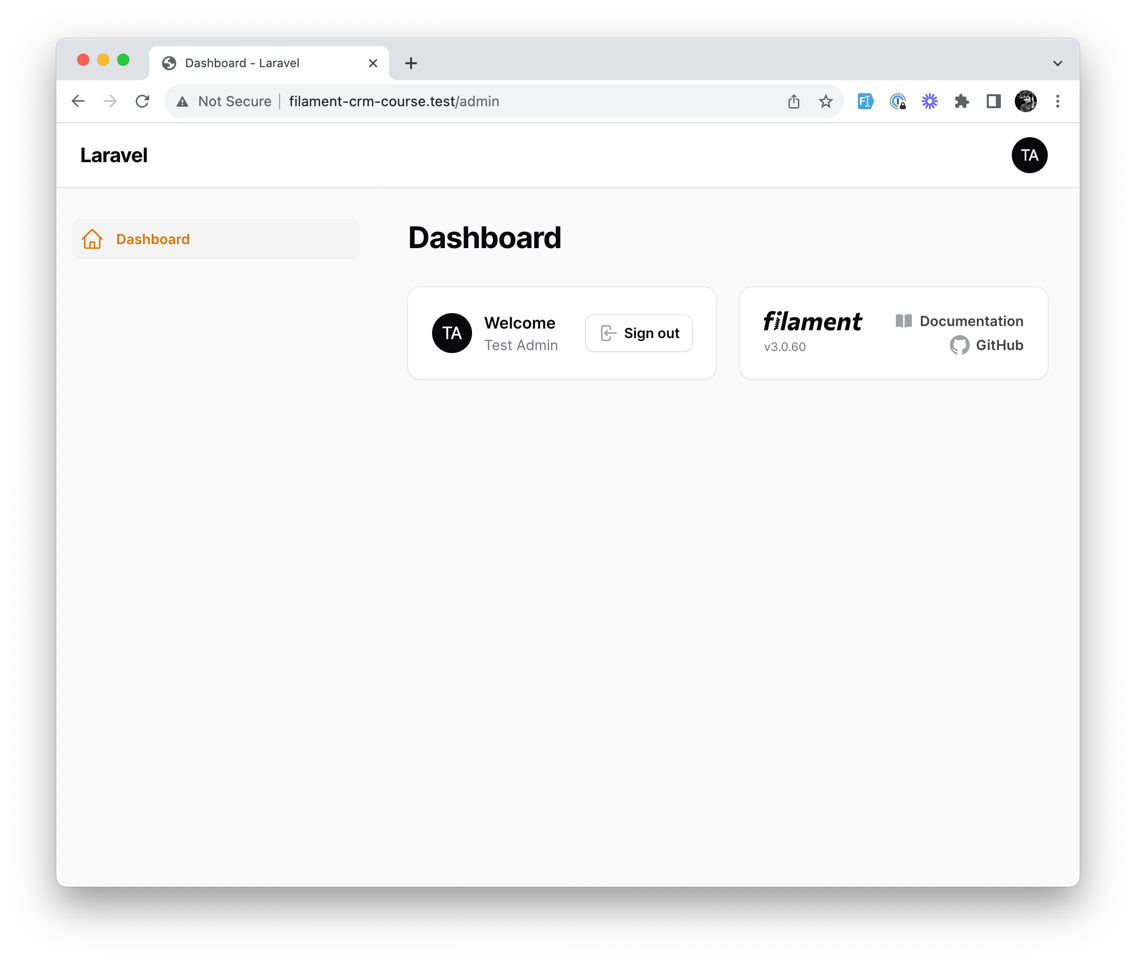 Dashboard - Laravel
Not Secure filament-crm-course.test/admin
Laravel
TA
Dashboard
Dashboard
TA
Welcome
Test Admin
Sign out
filament
v3.0.60
Documentation
GitHub